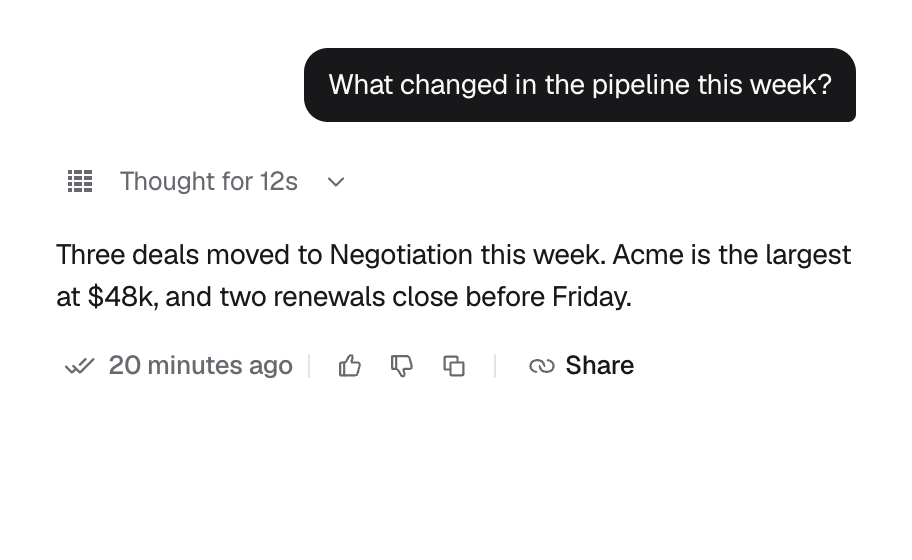 What changed in the pipeline this week?
Thought for 12s
Three deals moved to Negotiation this week. Acme is the largest
at $48k, and two renewals close before Friday.
20 minutes ago
Share